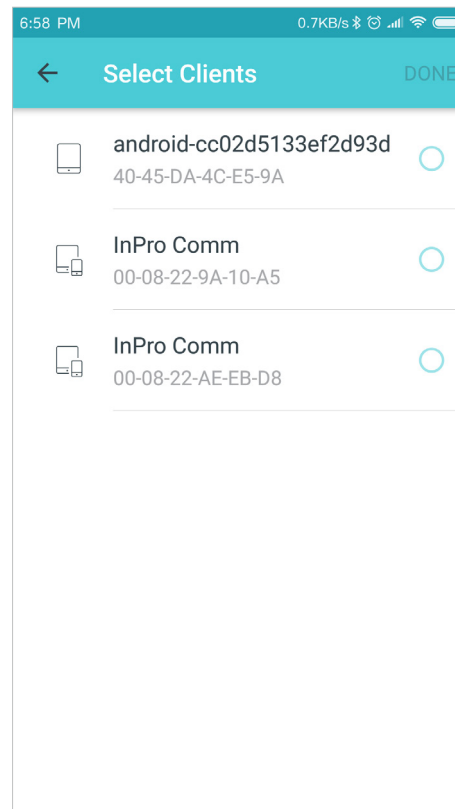 6:58 PM 0.7KB/s
Select Clients DONE
android-cc02d5133ef2d93d
40-45-DA-4C-E5-9A
InPro Comm
00-08-22-9A-10-A5
InPro Comm
00-08-22-AE-EB-D8